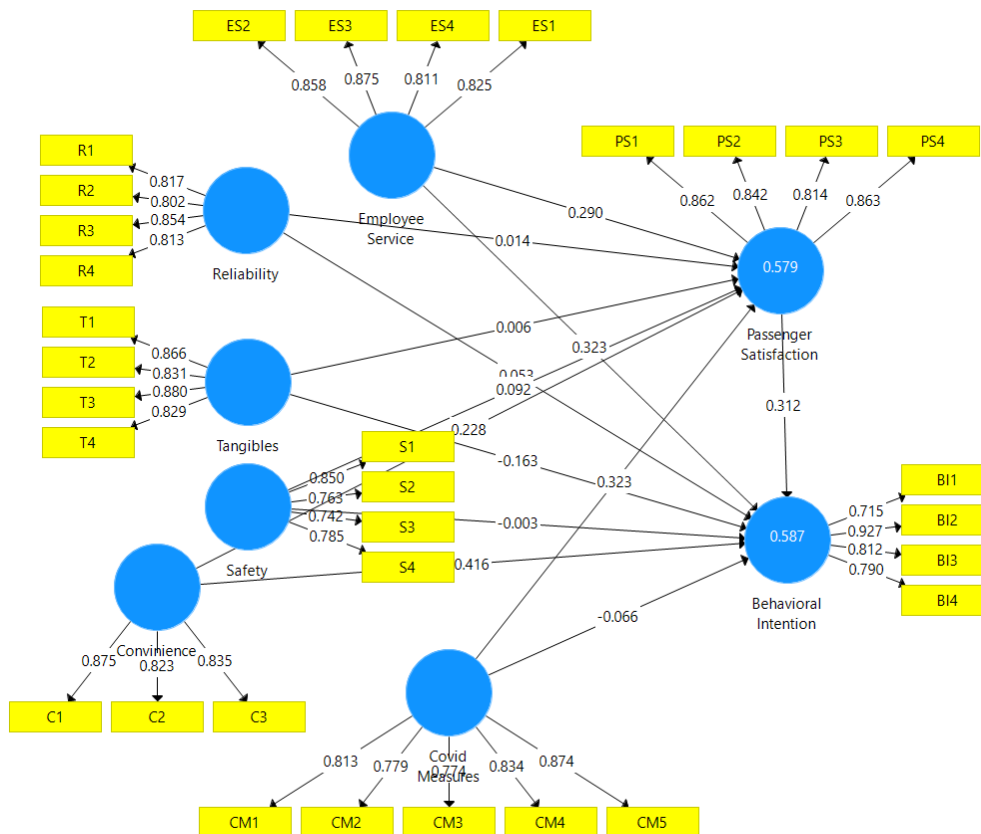 ES2 ES3 ES4 ES1
0.858 0.875 0.811 0.825
PS1 PS2 PS3 PS4
0.862 0.842 0.814 0.863
R1
R2
R3
R4
0.817
0.802
0.854
0.813
Reliability
Employee
Service
0.290
0.014
0.579
Passenger
Satisfaction
T1
T2
T3
T4
0.866
0.831
0.880
0.829
Tangibles
0.006
0.323
0.053
0.092
0.228
0.312
-0.163
0.323
S1
S2
S3
S4
0.850
0.763
0.742
0.785
Safety
-0.003
0.416
0.587
Behavioral
Intention
BI1
BI2
BI3
BI4
0.715
0.927
0.812
0.790
-0.066
Convinience
0.875 0.823 0.835
C1 C2 C3
Covid
Measures
0.813 0.779 0.774 0.834 0.874
CM1 CM2 CM3 CM4 CM5